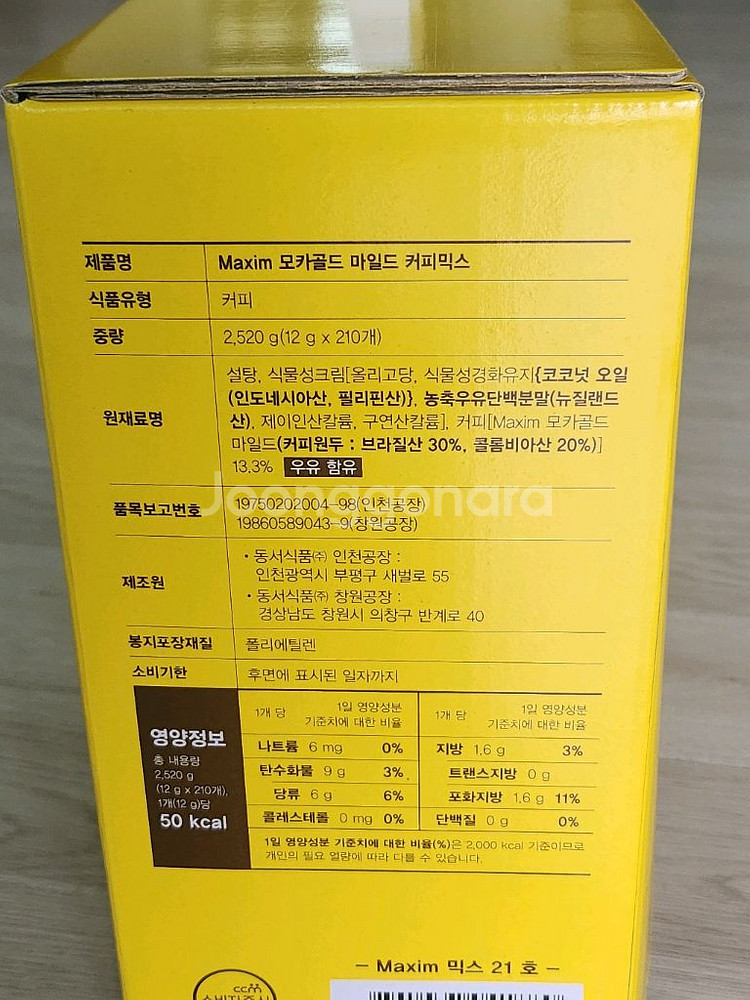 제품명 Maxim 모카골드 마일드 커피믹스
식품유형 커피
중량 2,520 g(12 g x 210개)
원재료명 설탕, 식물성크림[올리고당, 식물성경화유지{코코넛 오일
(인도네시아산, 필리핀산)}, 농축우유단백분말(뉴질랜드
산), 제이인산칼륨, 구연산칼륨], 커피[Maxim 모카골드
마일드(커피원두 : 브라질산 30%, 콜롬비아산 20%)]
13.3% 우유 함유
Joonggonara
품목보고번호 19750202004-98(인천공장)
19860589043-9(창원공장)
제조원 • 동서식품㈜ 인천공장 :
인천광역시 부평구 새벌로 55
• 동서식품㈜ 창원공장 :
경상남도 창원시 의창구 반계로 40
봉지포장재질 폴리에틸렌
소비기한 후면에 표시된 일자까지
영양정보
총 내용량
2,520 g
(12 g x 210개),
1개(12 g)당
50 kcal
1개 당 1일 영양성분
기준치에 대한 비율
나트륨 6 mg 0%
탄수화물 9 g 3%
당류 6 g 6%
콜레스테롤 0 mg 0%
1개 당 1일 영양성분
기준치에 대한 비율
지방 1.6 g 3%
트랜스지방 0 g
포화지방 1.6 g 11%
단백질 0 g 0%
1일 영양성분 기준치에 대한 비율(%)은 2,000 kcal 기준이므로
개인의 필요 열량에 따라 다를 수 있습니다.
– Maxim 믹스 21 호 –
ccm